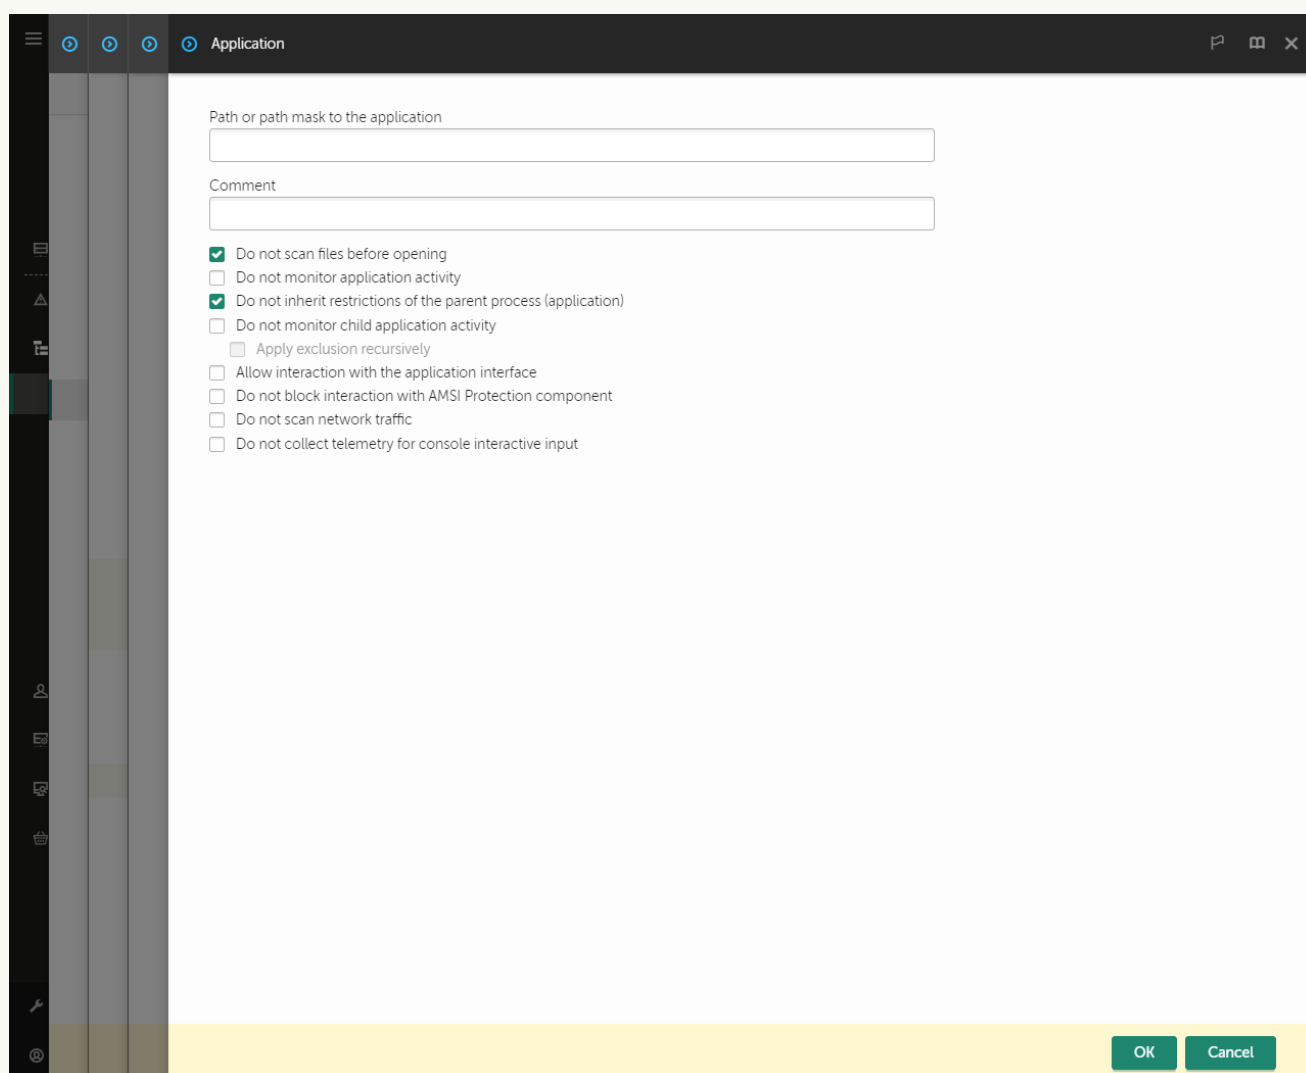 Application
Path or path mask to the application
Comment
Do not scan files before opening
Do not monitor application activity
Do not inherit restrictions of the parent process (application)
Do not monitor child application activity
Apply exclusion recursively
Allow interaction with the application interface
Do not block interaction with AMSI Protection component
Do not scan network traffic
Do not collect telemetry for console interactive input
OK Cancel